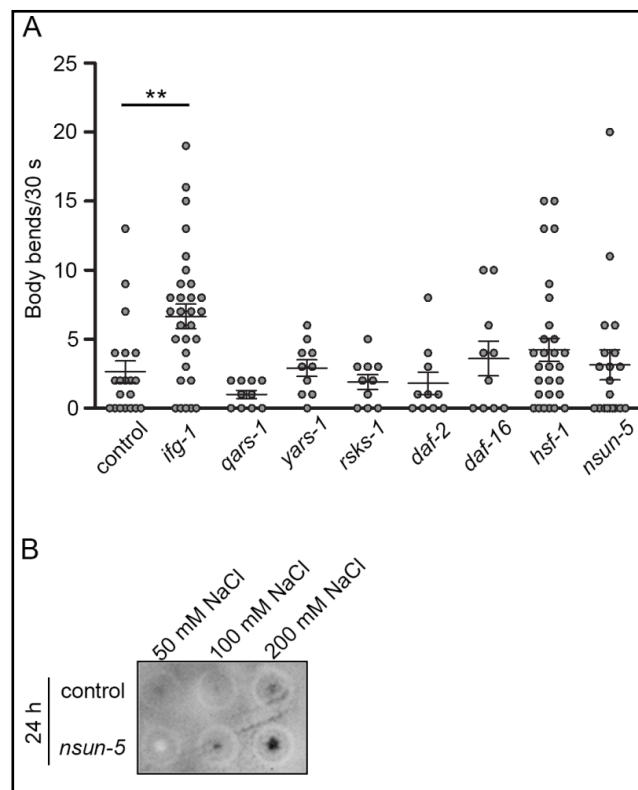 A
25
**
20
15
10
5
0
Body bends/30 s
control
ifg-1
qars-1
yars-1
rsks-1
daf-2
daf-16
hsf-1
nsun-5
B
50 mM NaCl
100 mM NaCl
200 mM NaCl
24 h
control
nsun-5